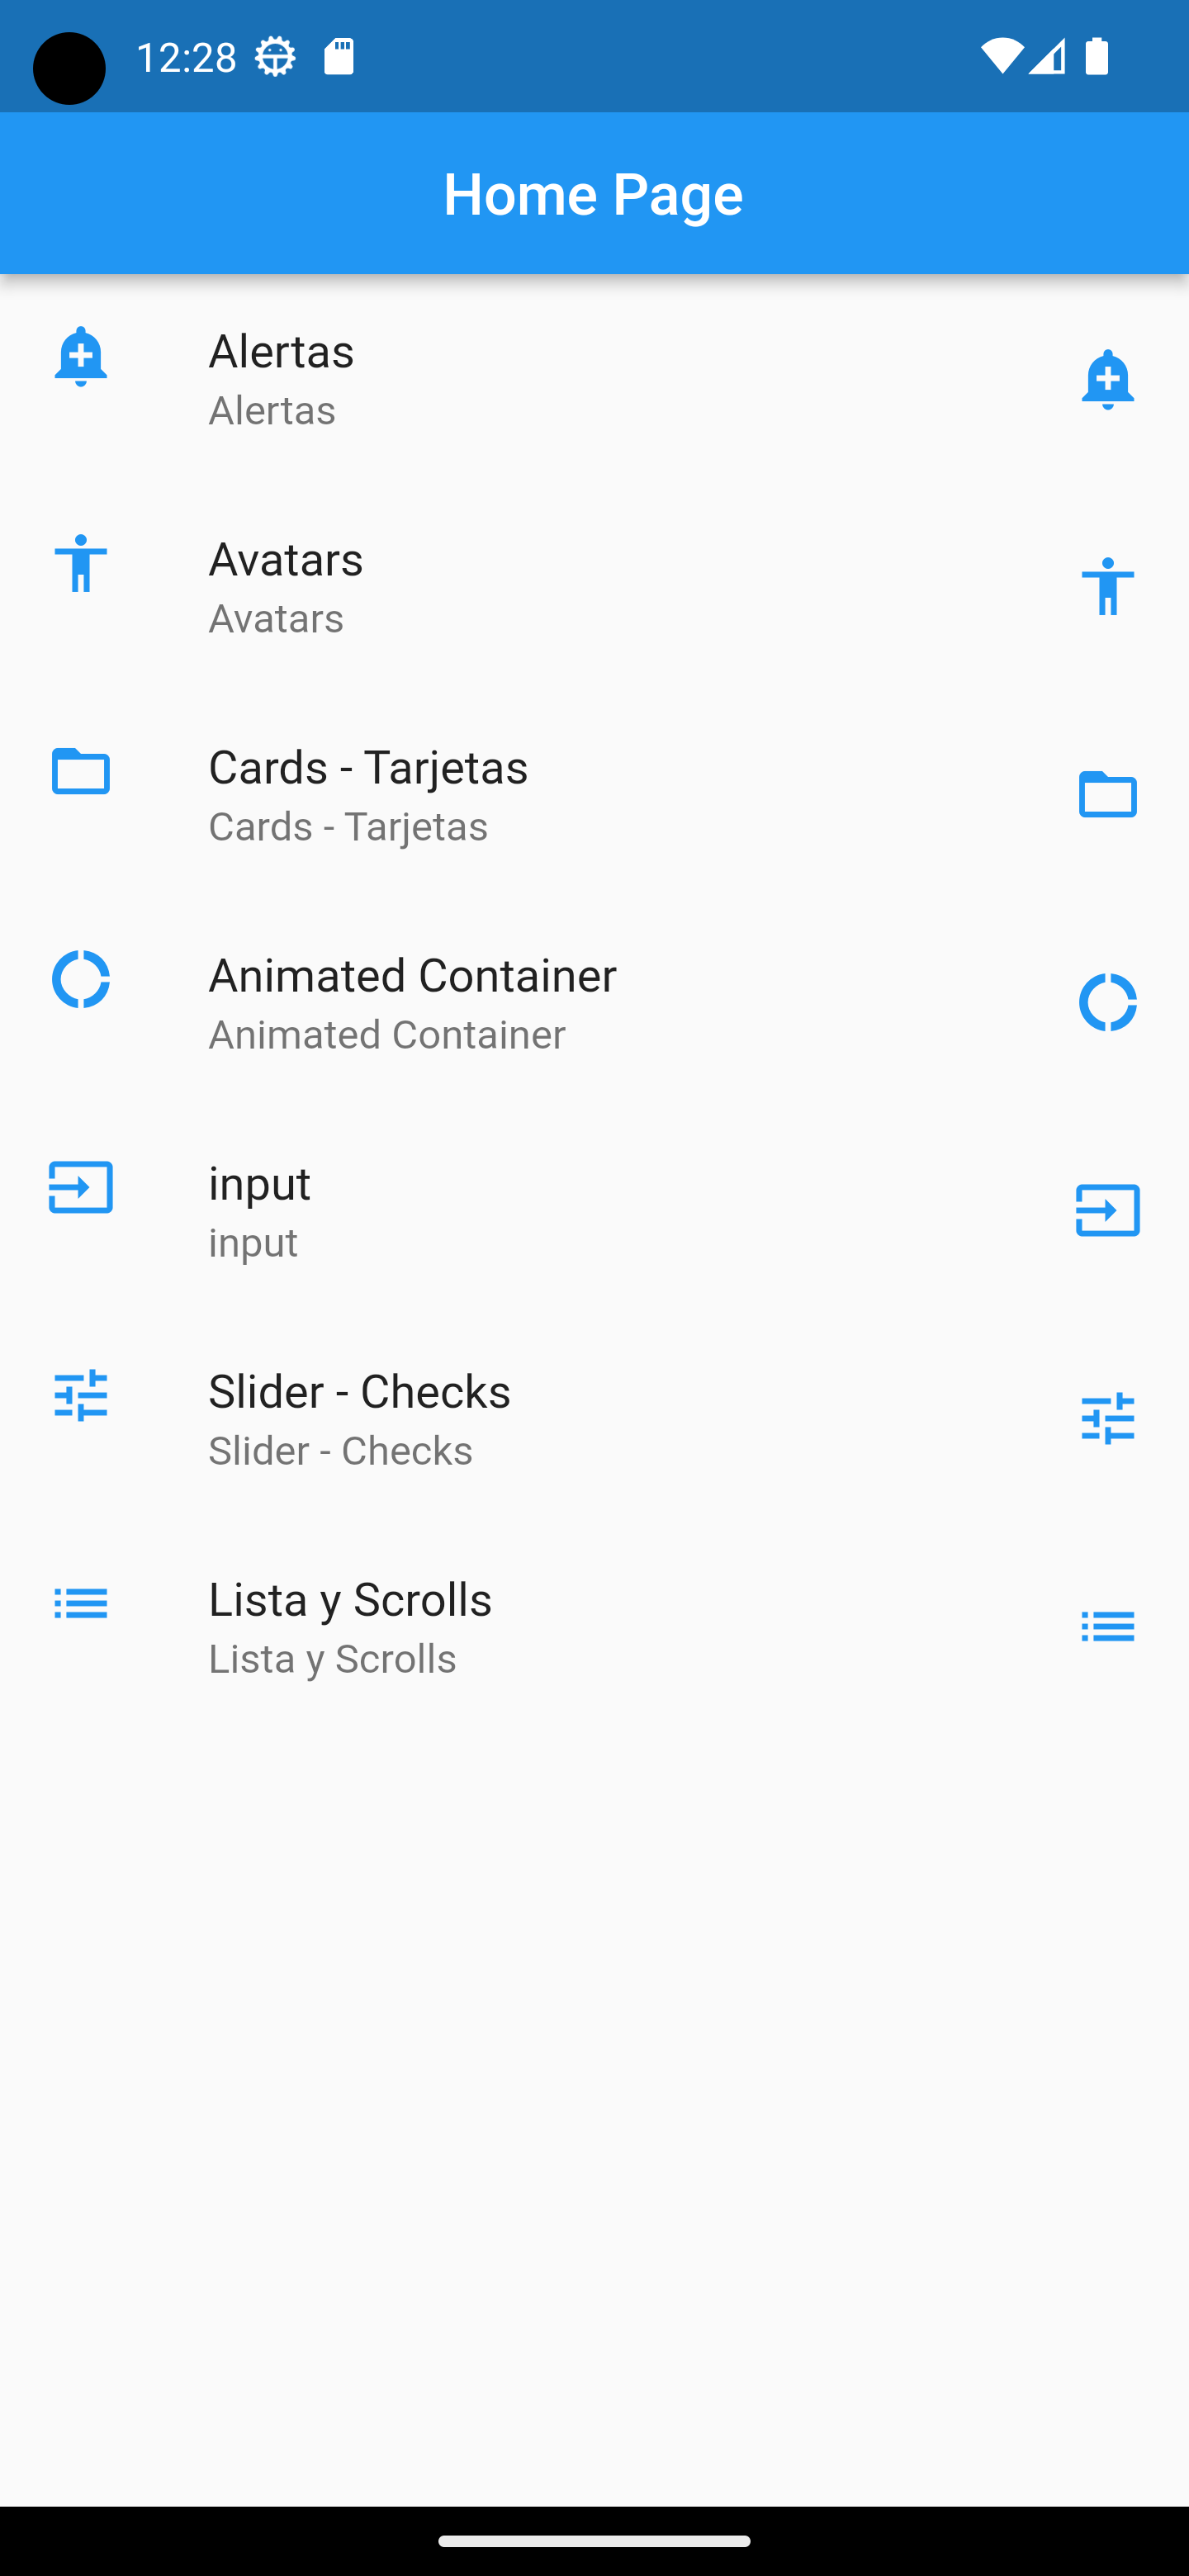 12:28
Home Page
Alertas
Alertas
Avatars
Avatars
Cards - Tarjetas
Cards - Tarjetas
Animated Container
Animated Container
input
input
Slider - Checks
Slider - Checks
Lista y Scrolls
Lista y Scrolls